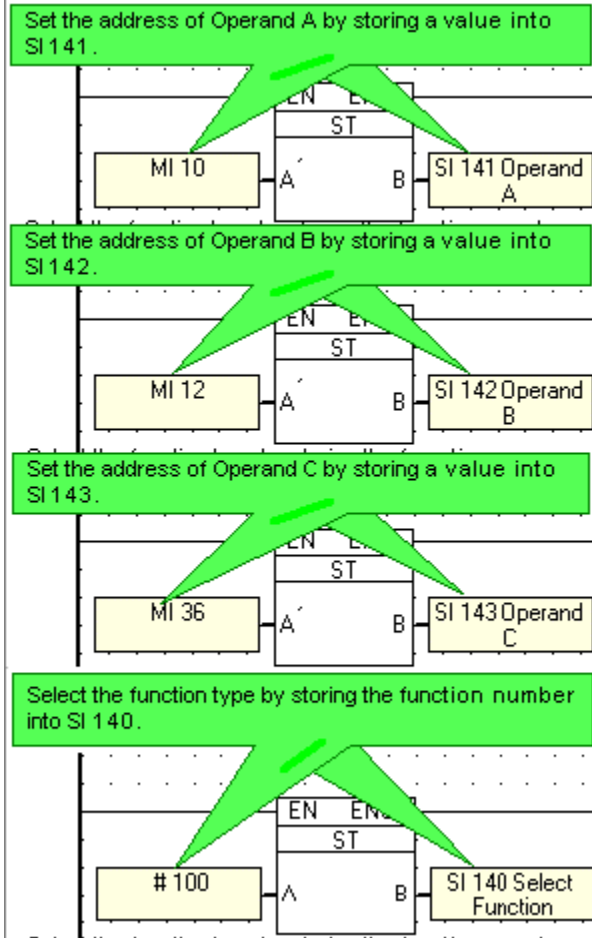 Set the address of Operand A by storing a value into
SI 141.
EN
ST
MI 10
A´
B
SI 141 Operand
A
Set the address of Operand B by storing a value into
SI 142.
EN
ST
MI 12
A´
B
SI 142 Operand
B
Set the address of Operand C by storing a value into
SI 143.
EN
ST
MI 36
A´
B
SI 143 Operand
C
Select the function type by storing the function number
into SI 140.
EN
ST
# 100
A
B
SI 140 Select
Function